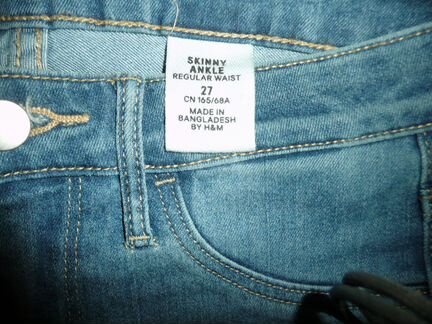 SKINNY
ANKLE
REGULAR WAIST
27
CN 165/68A
MADE IN
BANGLADESH
BY H&M